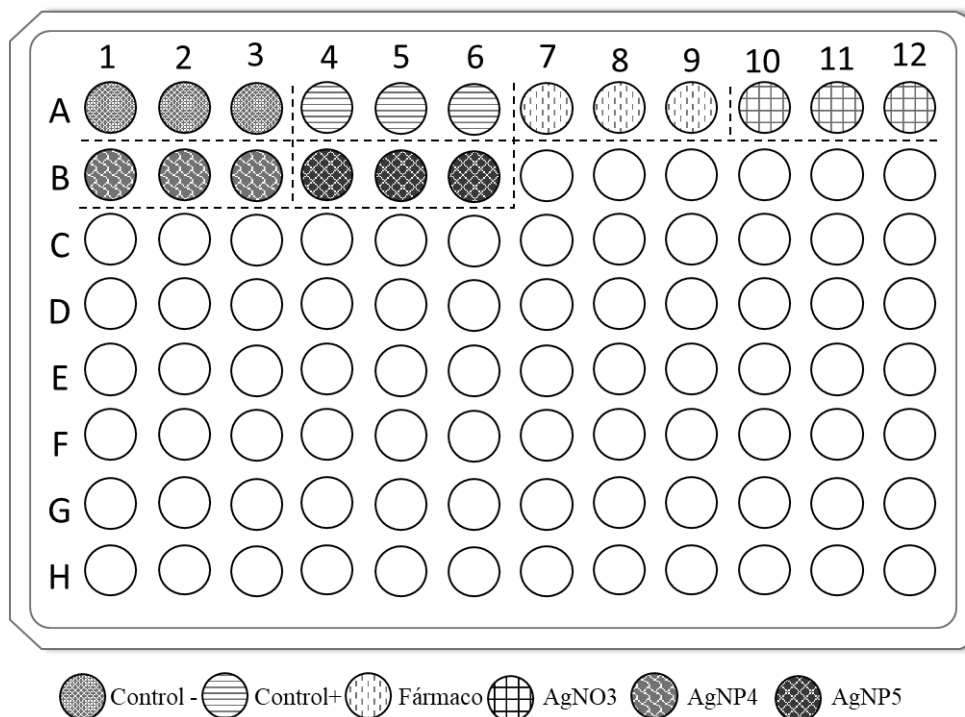 1 2 3 4 5 6 7 8 9 10 11 12
A
B
C
D
E
F
G
H
Control - Control+ Fármaco AgNO3 AgNP4 AgNP5